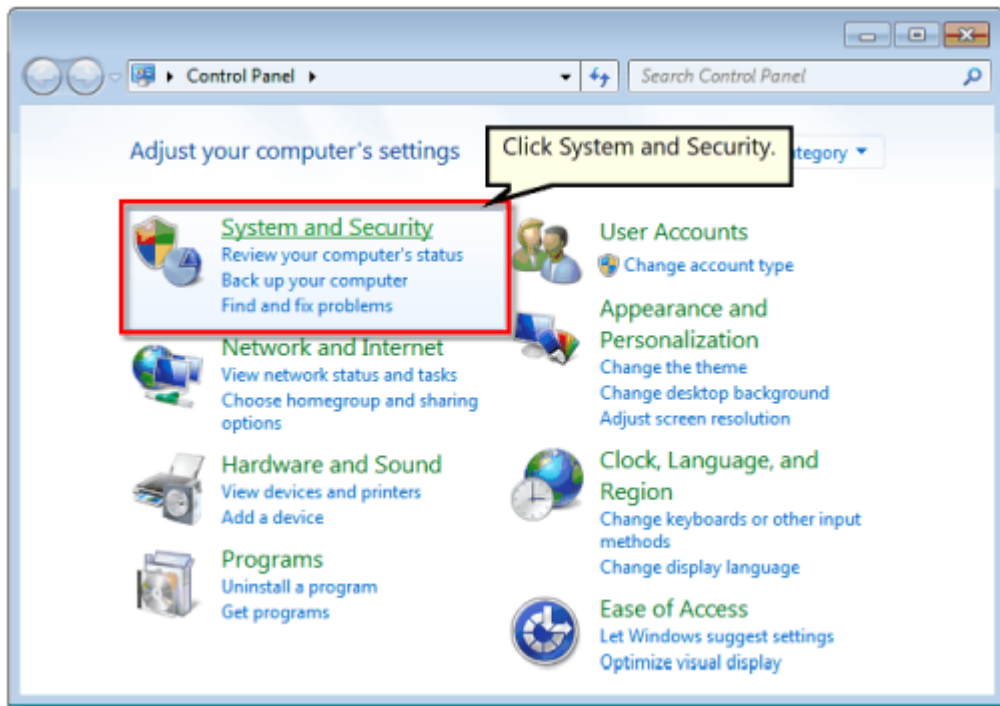 Control Panel
Search Control Panel
Adjust your computer's settings
Click System and Security.
System and Security
Review your computer's status
Back up your computer
Find and fix problems
Network and Internet
View network status and tasks
Choose homegroup and sharing
options
Hardware and Sound
View devices and printers
Add a device
Programs
Uninstall a program
Get programs
User Accounts
Change account type
Appearance and
Personalization
Change the theme
Change desktop background
Adjust screen resolution
Clock, Language, and
Region
Change keyboards or other input
methods
Change display language
Ease of Access
Let Windows suggest settings
Optimize visual display